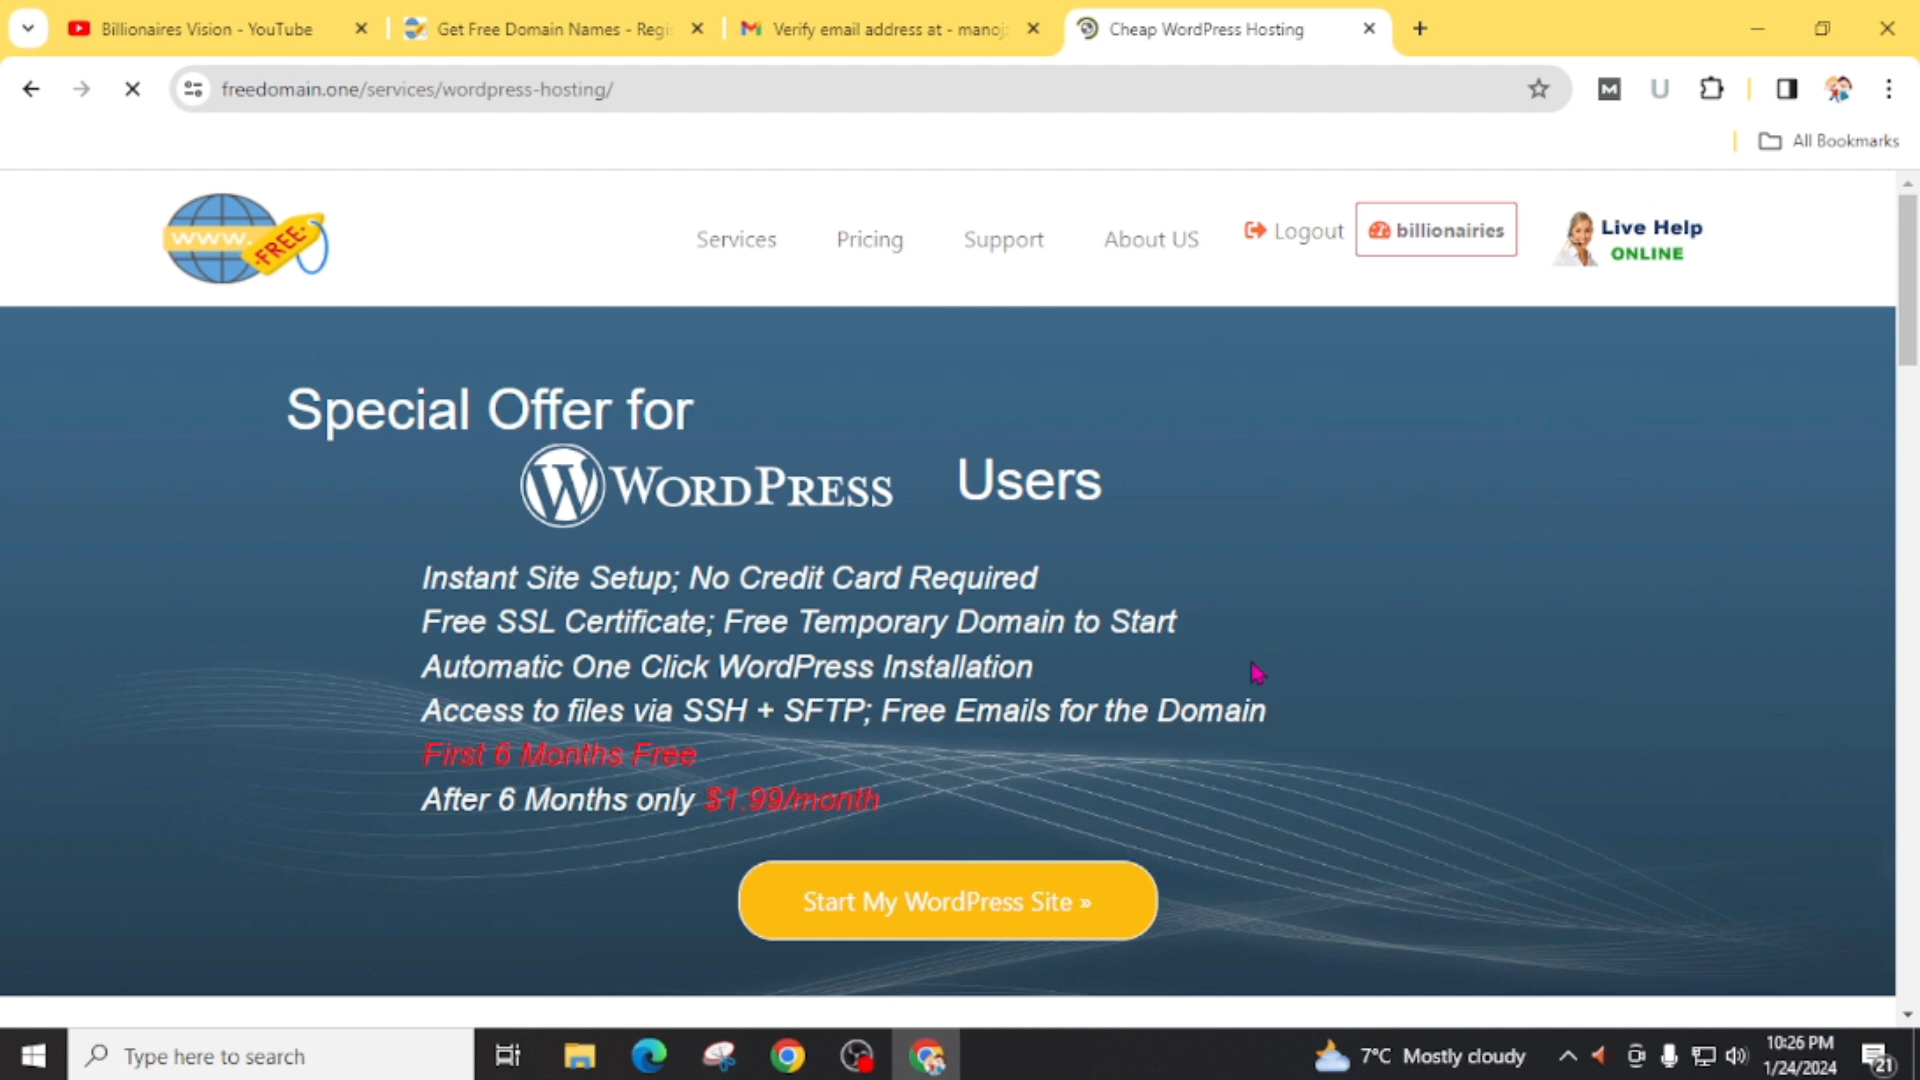 Billionaires Vision - YouTube
Get Free Domain Names - Regi
Verify email address at - manoj
Cheap WordPress Hosting
freedomain.one/services/wordpress-hosting/
M
U
All Bookmarks
www.
-FREE-
Services
Pricing
Support
About US
Logout
billionairies
Live Help
ONLINE
Special Offer for
WORDPRESS Users
Instant Site Setup; No Credit Card Required
Free SSL Certificate; Free Temporary Domain to Start
Automatic One Click WordPress Installation
Access to files via SSH + SFTP; Free Emails for the Domain
First 6 Months Free
After 6 Months only $1.99/month
Start My WordPress Site »
Type here to search
7°C Mostly cloudy
10:26 PM
1/24/2024
21